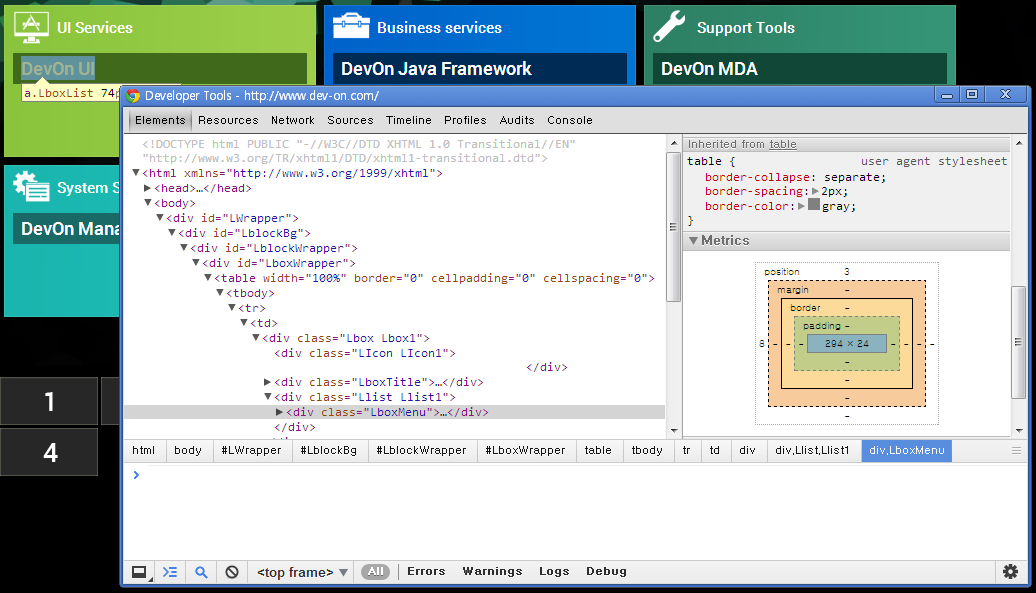 UI Services
Business services
Support Tools
DevOn UI
DevOn Java Framework
DevOn MDA
a.LboxList 74p
System S
DevOn Mana
1
4
Developer Tools - http://www.dev-on.com/
Elements Resources Network Sources Timeline Profiles Audits Console
<!DOCTYPE html PUBLIC "-//W3C//DTD XHTML 1.0 Transitional//EN"
"http://www.w3.org/TR/xhtml1/DTD/xhtml1-transitional.dtd">
▼<html xmlns="http://www.w3.org/1999/xhtml">
▶<head>…</head>
▼<body>
▼<div id="LWrapper">
▼<div id="LblockBg">
▼<div id="LblockWrapper">
▼<div id="LboxWrapper">
▼<table width="100%" border="0" cellpadding="0" cellspacing="0">
▼<tbody>
▼<tr>
▼<td>
▼<div class="Lbox Lbox1">
<div class="LIcon LIcon1">
</div>
▶<div class="LboxTitle">…</div>
▼<div class="Llist Llist1">
▶<div class="LboxMenu">…</div>
</div>
Inherited from table
table { user agent stylesheet
border-collapse: separate;
border-spacing:▶2px;
border-color:▶gray;
}
▼Metrics
position 3
margin -
border -
padding -
8 - - - 294 × 24 - - - -
-
-
-
-
html body #LWrapper #LblockBg #LblockWrapper #LboxWrapper table tbody tr td div div.Llist.Llist1 div.LboxMenu
>
<top frame> ▼ All Errors Warnings Logs Debug